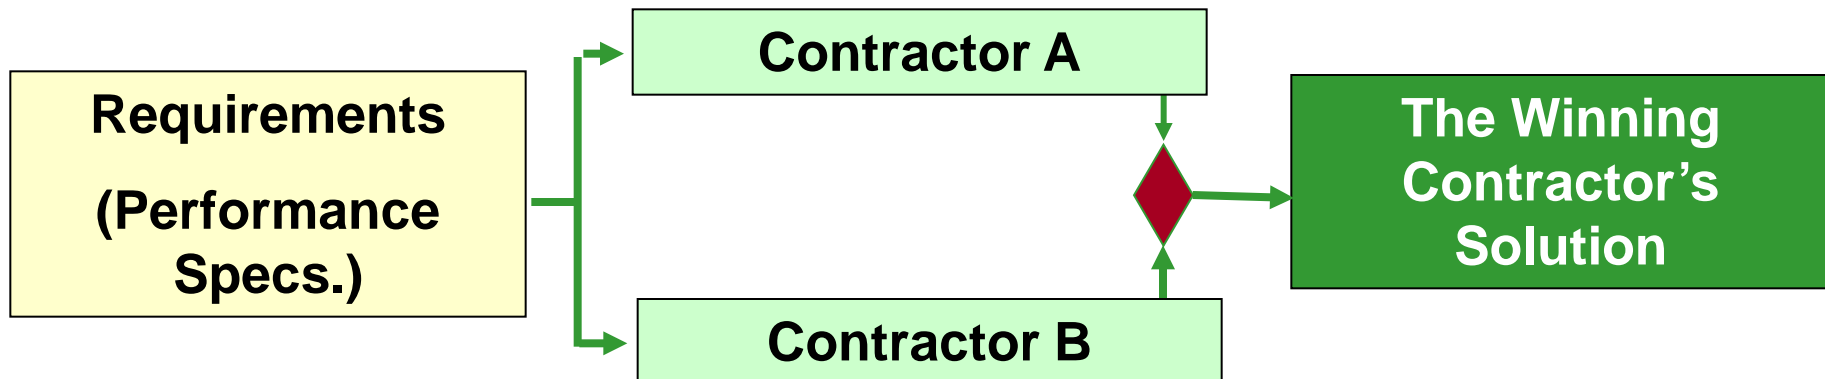 Requirements
(Performance
Specs.)
Contractor A
Contractor B
The Winning
Contractor’s
Solution